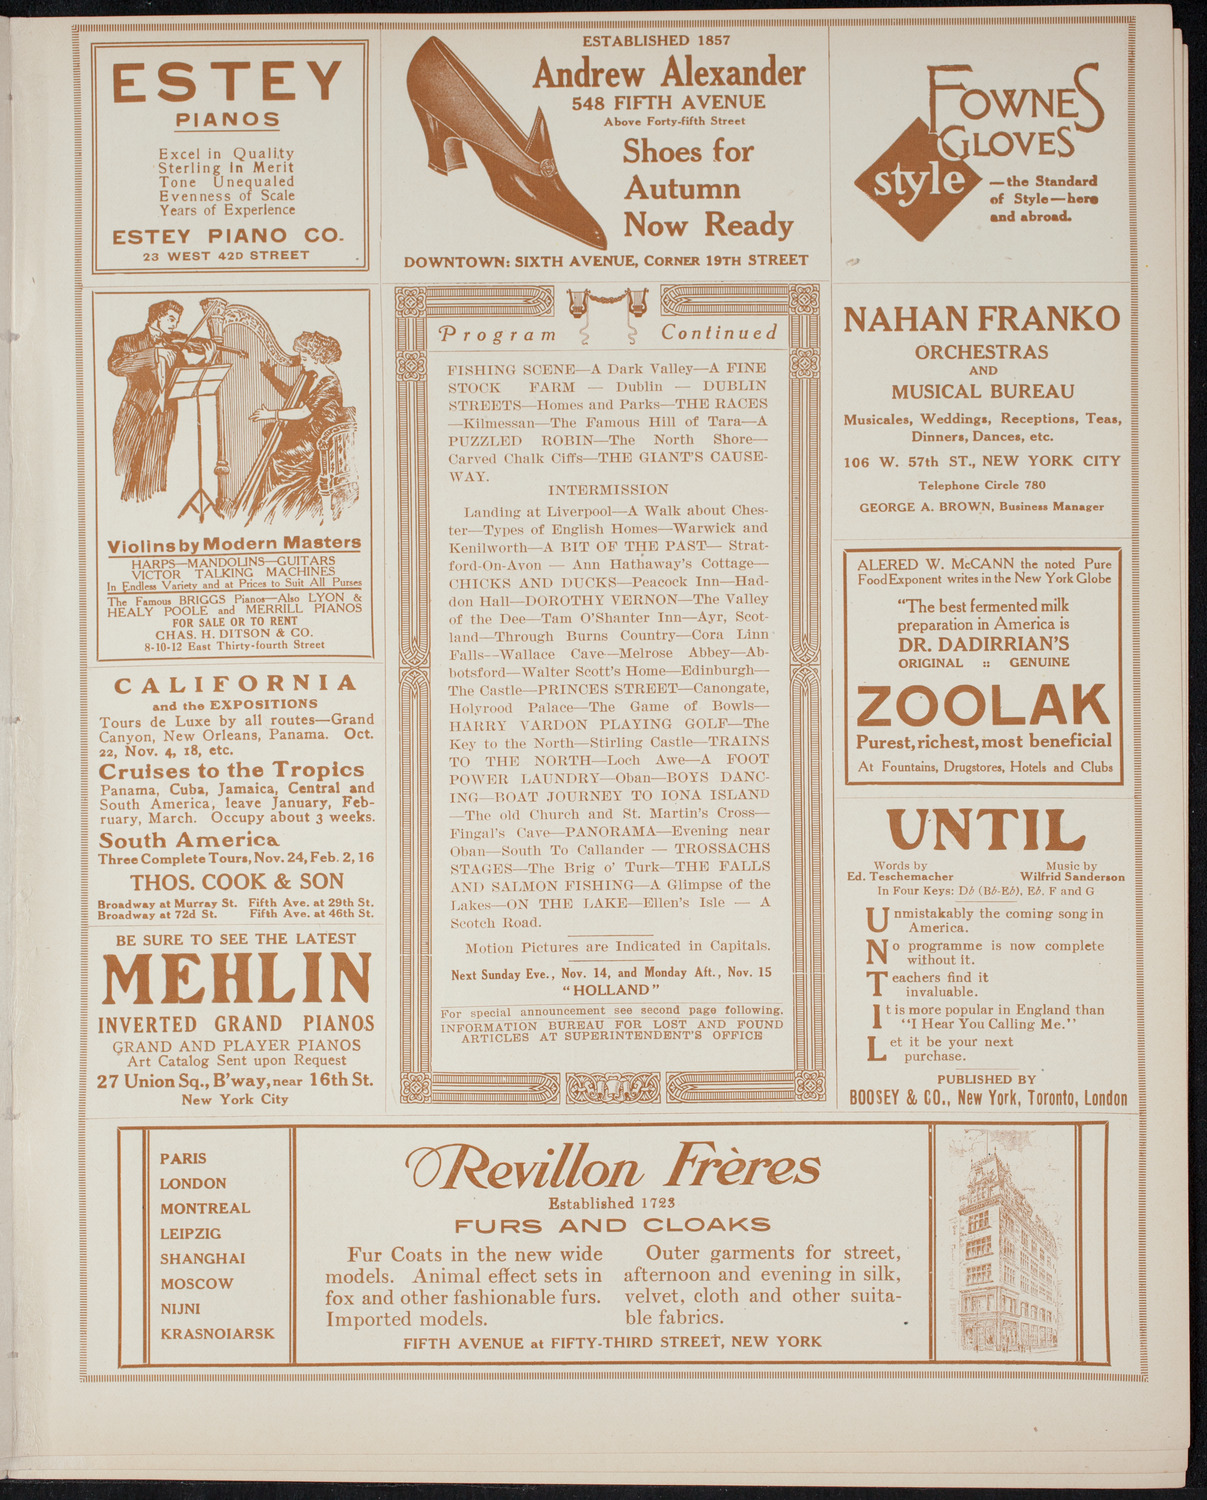 ESTEY
PIANOS
Excel in Quality
Sterling in Merit
Tone Unequaled
Evenness of Scale
Years of Experience
ESTEY PIANO CO.
23 WEST 42D STREET
ESTABLISHED 1857
Andrew Alexander
548 FIFTH AVENUE
Above Forty-fifth Street
Shoes for
Autumn
Now Ready
DOWNTOWN: SIXTH AVENUE, CORNER 19TH STREET
FOWNES
GLOVES
style
—the Standard
of Style—here
and abroad.
Violins by Modern Masters
HARPS—MANDOLINS—GUITARS
VICTOR TALKING MACHINES
In Endless Variety and at Prices to Suit All Purses
The Famous BRIGGS Pianos—Also LYON &
HEALY POOLE and MERRILL PIANOS
FOR SALE OR TO RENT
CHAS. H. DITSON & CO.
8-10-12 East Thirty-fourth Street
CALIFORNIA
and the EXPOSITIONS
Tours de Luxe by all routes—Grand
Canyon, New Orleans, Panama. Oct.
22, Nov. 4, 18, etc.
Cruises to the Tropics
Panama, Cuba, Jamaica, Central and
South America, leave January, Feb-
ruary, March. Occupy about 3 weeks.
South America
Three Complete Tours, Nov. 24, Feb. 2, 16
THOS. COOK & SON
Broadway at Murray St. Fifth Ave. at 29th St.
Broadway at 72d St. Fifth Ave. at 46th St.
BE SURE TO SEE THE LATEST
MEHLIN
INVERTED GRAND PIANOS
GRAND AND PLAYER PIANOS
Art Catalog Sent upon Request
27 Union Sq., B'way, near 16th St.
New York City
Program Continued
FISHING SCENE—A Dark Valley—A FINE
STOCK FARM — Dublin — DUBLIN
STREETS—Homes and Parks—THE RACES
—Kilmessan—The Famous Hill of Tara—A
PUZZLED ROBIN—The North Shore—
Carved Chalk Ciffs—THE GIANT'S CAUSE-
WAY.
INTERMISSION
Landing at Liverpool—A Walk about Ches-
ter—Types of English Homes—Warwick and
Kenilworth—A BIT OF THE PAST— Strat-
ford-On-Avon — Ann Hathaway's Cottage—
CHICKS AND DUCKS—Peacock Inn—Had-
don Hall—DOROTHY VERNON—The Valley
of the Dee—Tam O'Shanter Inn—Ayr, Scot-
land—Through Burns Country—Cora Linn
Falls--Wallace Cave—Melrose Abbey—Ab-
botsford—Walter Scott's Home—Edinburgh—
The Castle—PRINCES STREET—Canongate,
Holyrood Palace—The Game of Bowls—
HARRY VARDON PLAYING GOLF—The
Key to the North—Stirling Castle—TRAINS
TO THE NORTH—Loch Awe—A FOOT
POWER LAUNDRY—Oban—BOYS DANC-
ING—BOAT JOURNEY TO IONA ISLAND
—The old Church and St. Martin's Cross—
Fingal's Cave—PANORAMA—Evening near
Oban—South To Callander — TROSSACHS
STAGES—The Brig o' Turk—THE FALLS
AND SALMON FISHING—A Glimpse of the
Lakes—ON THE LAKE—Ellen's Isle — A
Scotch Road.
Motion Pictures are Indicated in Capitals.
Next Sunday Eve., Nov. 14, and Monday Aft., Nov. 15
"HOLLAND"
For special announcement see second page following.
INFORMATION BUREAU FOR LOST AND FOUND
ARTICLES AT SUPERINTENDENT'S OFFICE
NAHAN FRANKO
ORCHESTRAS
AND
MUSICAL BUREAU
Musicales, Weddings, Receptions, Teas,
Dinners, Dances, etc.
106 W. 57th ST., NEW YORK CITY
Telephone Circle 780
GEORGE A. BROWN, Business Manager
ALERED W. McCANN the noted Pure
Food Exponent writes in the New York Globe
"The best fermented milk
preparation in America is
DR. DADIRRIAN'S
ORIGINAL :: GENUINE
ZOOLAK
Purest, richest, most beneficial
At Fountains, Drugstores, Hotels and Clubs
UNTIL
Words by Music by
Ed. Teschemacher Wilfrid Sanderson
In Four Keys: D♭ (B♭-E♭), E♭, F and G
Unmistakably the coming song in
America.
No programme is now complete
without it.
Teachers find it
invaluable.
It is more popular in England than
"I Hear You Calling Me."
Let it be your next
purchase.
PUBLISHED BY
BOOSEY & CO., New York, Toronto, London
PARIS
LONDON
MONTREAL
LEIPZIG
SHANGHAI
MOSCOW
NIJNI
KRASNOIARSK
Revillon Frères
Established 1723
FURS AND CLOAKS
Fur Coats in the new wide
models. Animal effect sets in
fox and other fashionable furs.
Imported models.
Outer garments for street,
afternoon and evening in silk,
velvet, cloth and other suita-
ble fabrics.
FIFTH AVENUE at FIFTY-THIRD STREET, NEW YORK